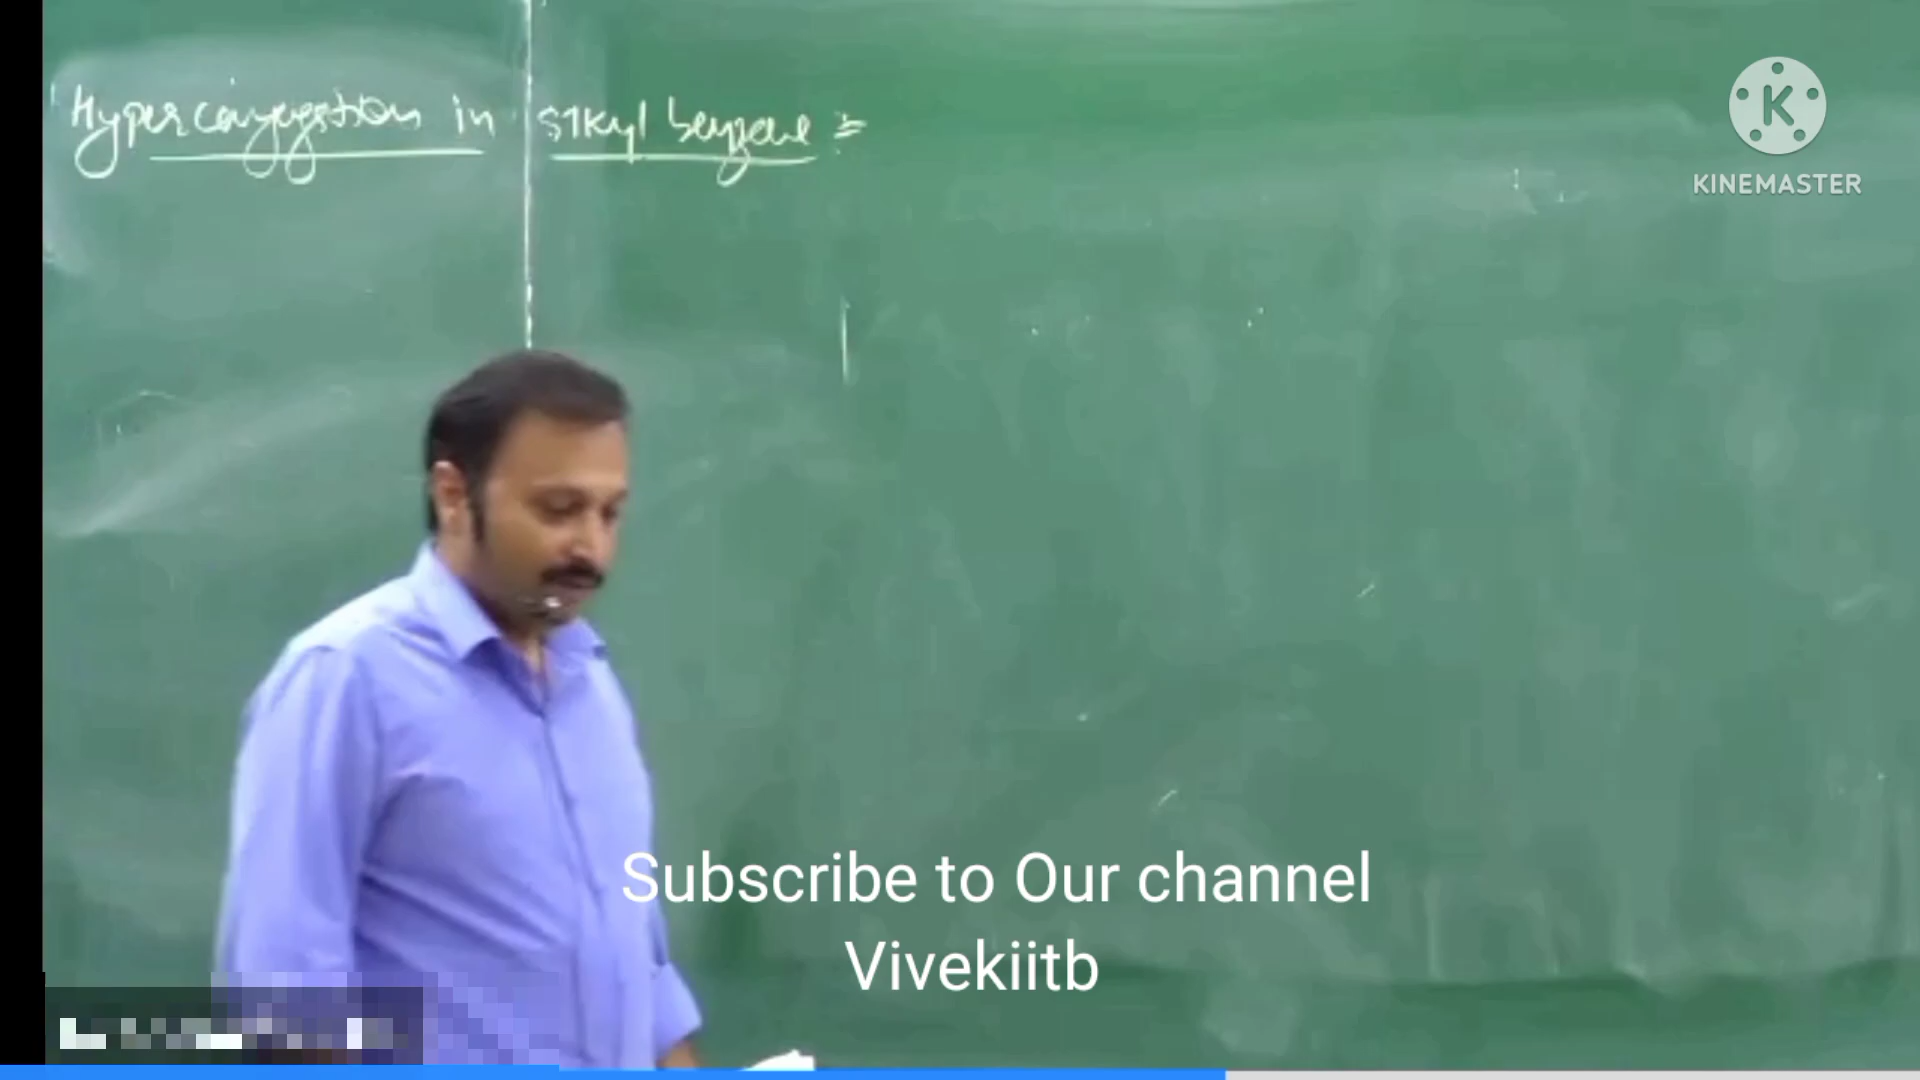 Hyperconjugation in alkyl benzene :-
KINEMASTER
Subscribe to Our channel
Vivekiitb